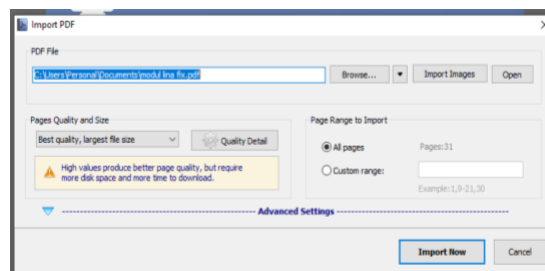 Import PDF
PDF File
C:\Users\Personal\Documents\modul lina fix.pdf
Browse...
Import Images
Open
Pages Quality and Size
Best quality, largest file size
Quality Detail
High values produce better page quality, but require
more disk space and more time to download.
Page Range to Import
All pages
Pages:31
Custom range:
Example:1,9-21,30
Advanced Settings
Import Now
Cancel